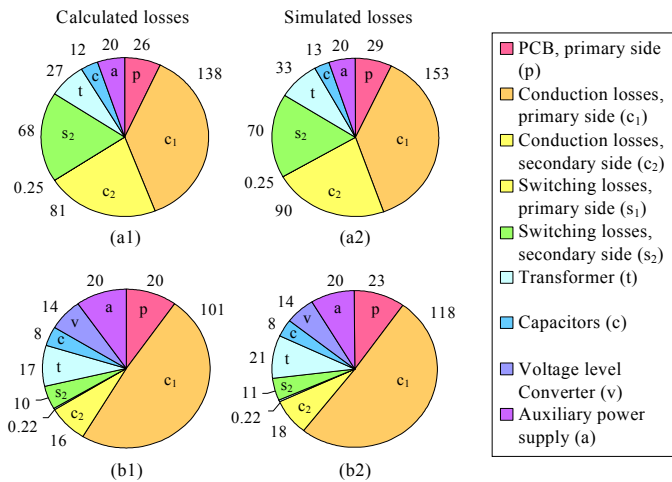 Calculated losses
Simulated losses
12 20 26
27
138
68
0.25
81
p
c₁
c₂
s₂
t
c
a
(a1)
13 20 29
33
153
70
0.25
90
p
c₁
c₂
s₂
t
c
a
(a2)
20 20
14
101
8
17
10
0.22
16
p
c₁
c₂
s₂
t
c
v
a
(b1)
20 23
14
118
8
21
11
0.22
18
p
c₁
c₂
s₂
t
c
v
a
(b2)
PCB, primary side
(p)
Conduction losses,
primary side (c₁)
Conduction losses,
secondary side (c₂)
Switching losses,
primary side (s₁)
Switching losses,
secondary side (s₂)
Transformer (t)
Capacitors (c)
Voltage level
Converter (v)
Auxiliary power
supply (a)